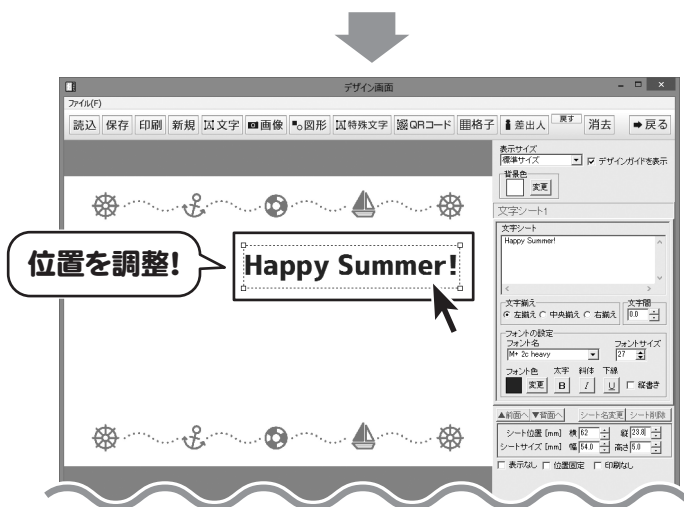 デザイン画面
ファイル(F)
読込 保存 印刷 新規 文字 画像 図形 特殊文字 QRコード 格子 差出人 戻す 消去 戻る
表示サイズ
標準サイズ デザインガイドを表示
背景色
変更
文字シート1
文字シート
Happy Summer!
位置を調整!
Happy Summer!
文字揃え 文字間
左揃え 中央揃え 右揃え 0.0
フォントの設定
フォント名 フォントサイズ
M+ 2c heavy 27
フォント色 太字 斜体 下線
変更 B I U 縦書き
▲前面へ ▼背面へ シート名変更 シート削除
シート位置 [mm] 横 62 縦 23.8
シートサイズ [mm] 幅 54.0 高さ 5.0
表示なし 位置固定 印刷なし